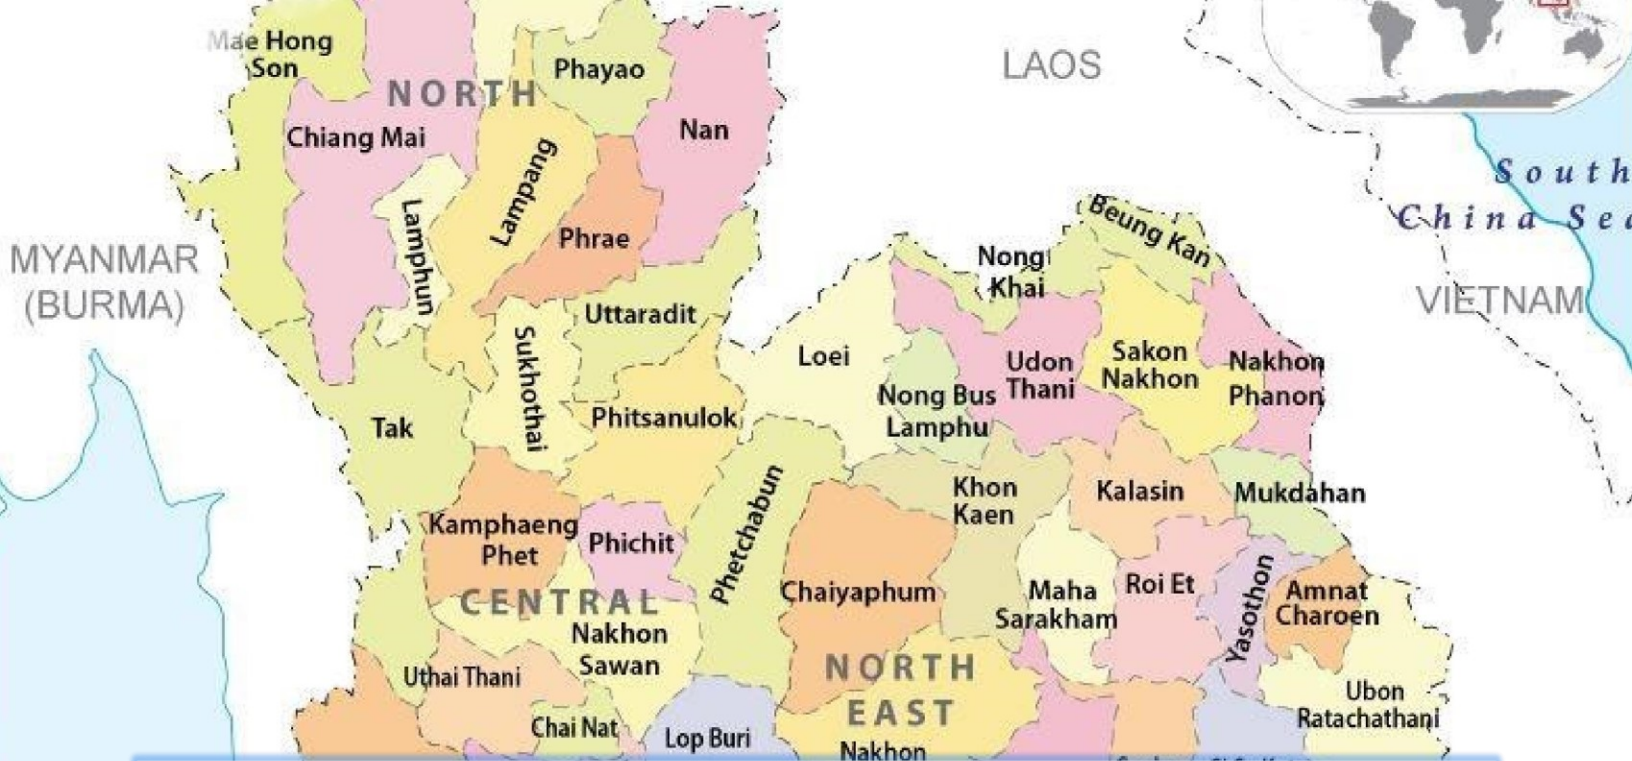 Mae Hong
Son
NORTH
Phayao
LAOS
Chiang Mai
Nan
Lampang
South
China Sea
Lamphun
Phrae
Beung Kan
MYANMAR
(BURMA)
Nong
Khai
VIETNAM
Uttaradit
Sukhothai
Loei
Udon
Thani
Sakon
Nakhon
Nakhon
Phanon
Nong Bus
Lamphu
Tak
Phitsanulok
Phetchabun
Khon
Kaen
Kalasin
Mukdahan
Kamphaeng
Phet
Phichit
Chaiyaphum
Maha
Sarakham
Roi Et
Yasothon
Amnat
Charoen
CENTRAL
Nakhon
Sawan
Uthai Thani
NORTH
EAST
Ubon
Ratachathani
Chai Nat
Lop Buri
Nakhon